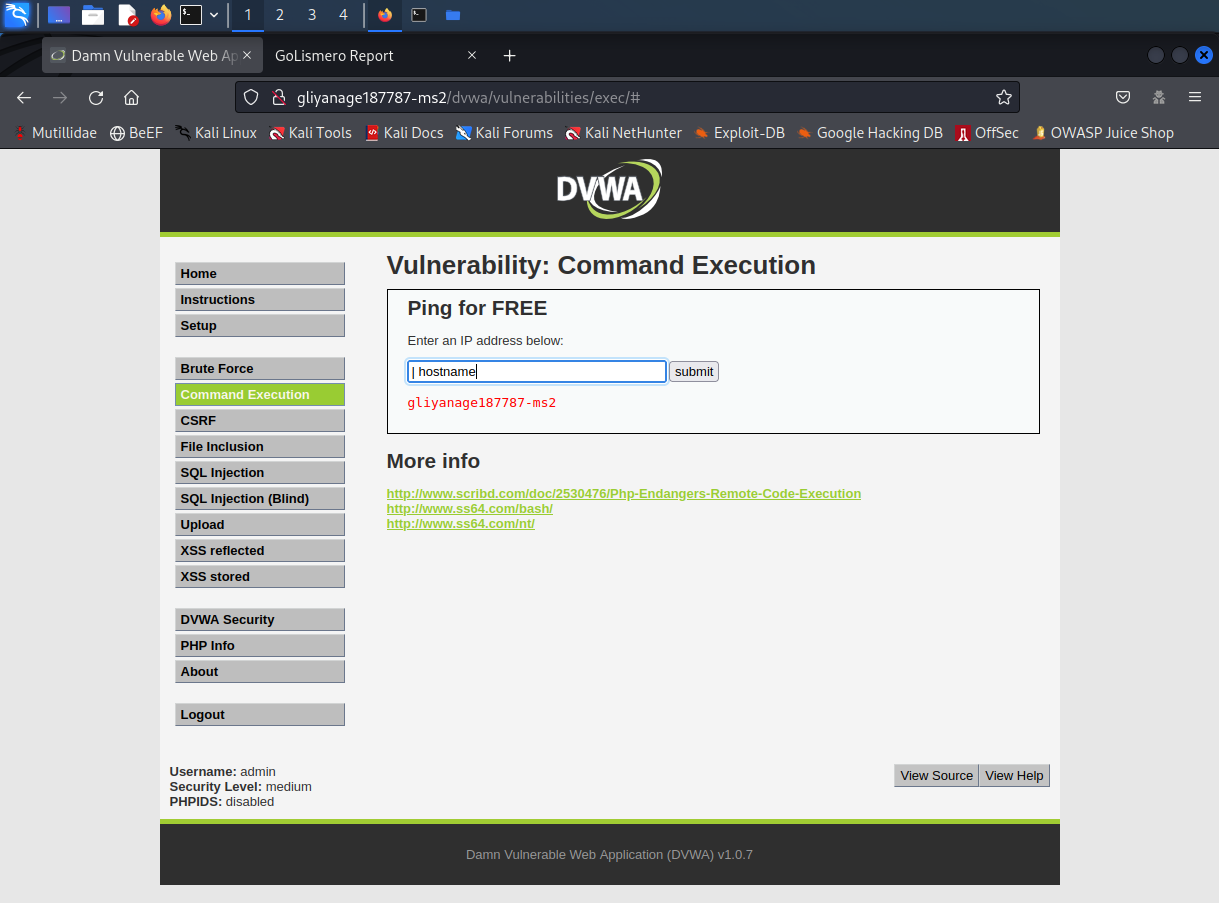 1 2 3 4
Damn Vulnerable Web Ap
GoLismero Report
gliyanage187787-ms2/dvwa/vulnerabilities/exec/#
Mutillidae BeEF Kali Linux Kali Tools Kali Docs Kali Forums Kali NetHunter Exploit-DB Google Hacking DB OffSec OWASP Juice Shop
DVWA
Home
Instructions
Setup
Brute Force
Command Execution
CSRF
File Inclusion
SQL Injection
SQL Injection (Blind)
Upload
XSS reflected
XSS stored
DVWA Security
PHP Info
About
Logout
Vulnerability: Command Execution
Ping for FREE
Enter an IP address below:
| hostname
submit
gliyanage187787-ms2
More info
http://www.scribd.com/doc/2530476/Php-Endangers-Remote-Code-Execution
http://www.ss64.com/bash/
http://www.ss64.com/nt/
Username: admin
Security Level: medium
PHPIDS: disabled
View Source View Help
Damn Vulnerable Web Application (DVWA) v1.0.7